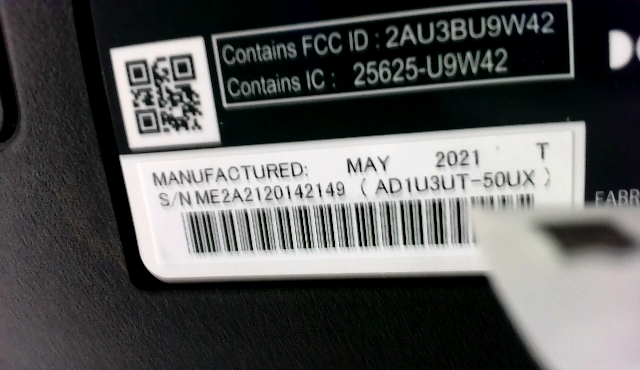 Contains FCC ID : 2AU3BU9W42
Contains IC : 25625-U9W42
MANUFACTURED: MAY 2021 T
S/N ME2A2120142149 ( AD1U3UT-50UX )